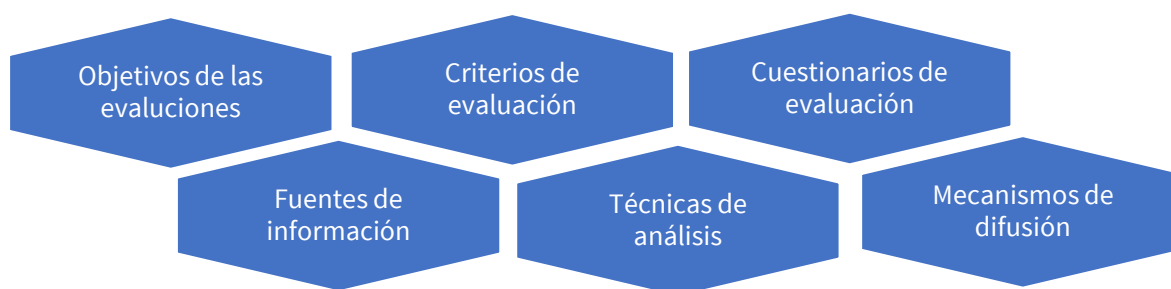 Objetivos de las
evaluciones
Criterios de
evaluación
Cuestionarios de
evaluación
Fuentes de
información
Técnicas de
análisis
Mecanismos de
difusión